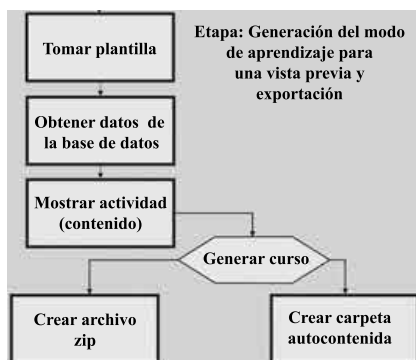 Tomar plantilla
Etapa: Generación del modo
de aprendizaje para
una vista previa y
exportación
Obtener datos de
la base de datos
Mostrar actividad
(contenido)
Generar curso
Crear archivo
zip
Crear carpeta
autocontenida